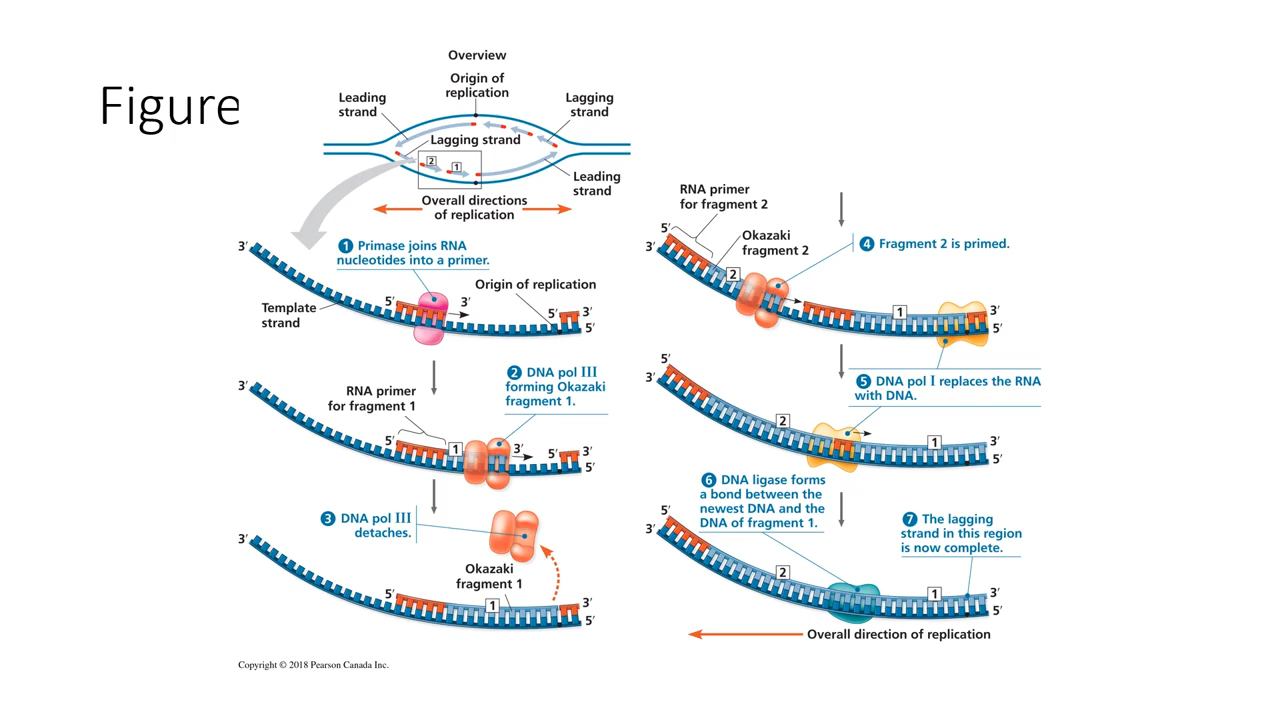 Figure
Overview
Origin of
replication
Leading
strand
Lagging
strand
Lagging strand
2
1
Leading
strand
Overall directions
of replication
3′
1 Primase joins RNA
nucleotides into a primer.
Origin of replication
Template
strand
5′
3′
5′
3′
5′
3′
2 DNA pol III
forming Okazaki
fragment 1.
RNA primer
for fragment 1
5′
1
3′
5′
3′
5′
3 DNA pol III
detaches.
3′
Okazaki
fragment 1
5′
1
3′
5′
RNA primer
for fragment 2
5′
3′
Okazaki
fragment 2
2
4 Fragment 2 is primed.
1
3′
5′
5′
3′
5 DNA pol I replaces the RNA
with DNA.
2
1
3′
5′
6 DNA ligase forms
a bond between the
newest DNA and the
DNA of fragment 1.
7 The lagging
strand in this region
is now complete.
5′
3′
2
1
3′
5′
Overall direction of replication
Copyright © 2018 Pearson Canada Inc.